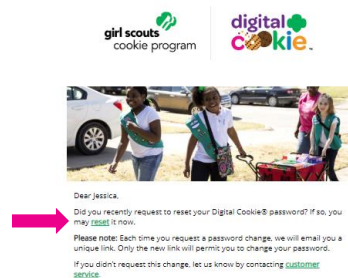 girl scouts
cookie program
digital
cookie™
Dear Jessica,
Did you recently request to reset your Digital Cookie® password? If so, you
may reset it now.
Please note: Each time you request a password change, we will email you a
unique link. Only the new link will permit you to change your password.
If you didn't request this change, let us know by contacting customer
service.